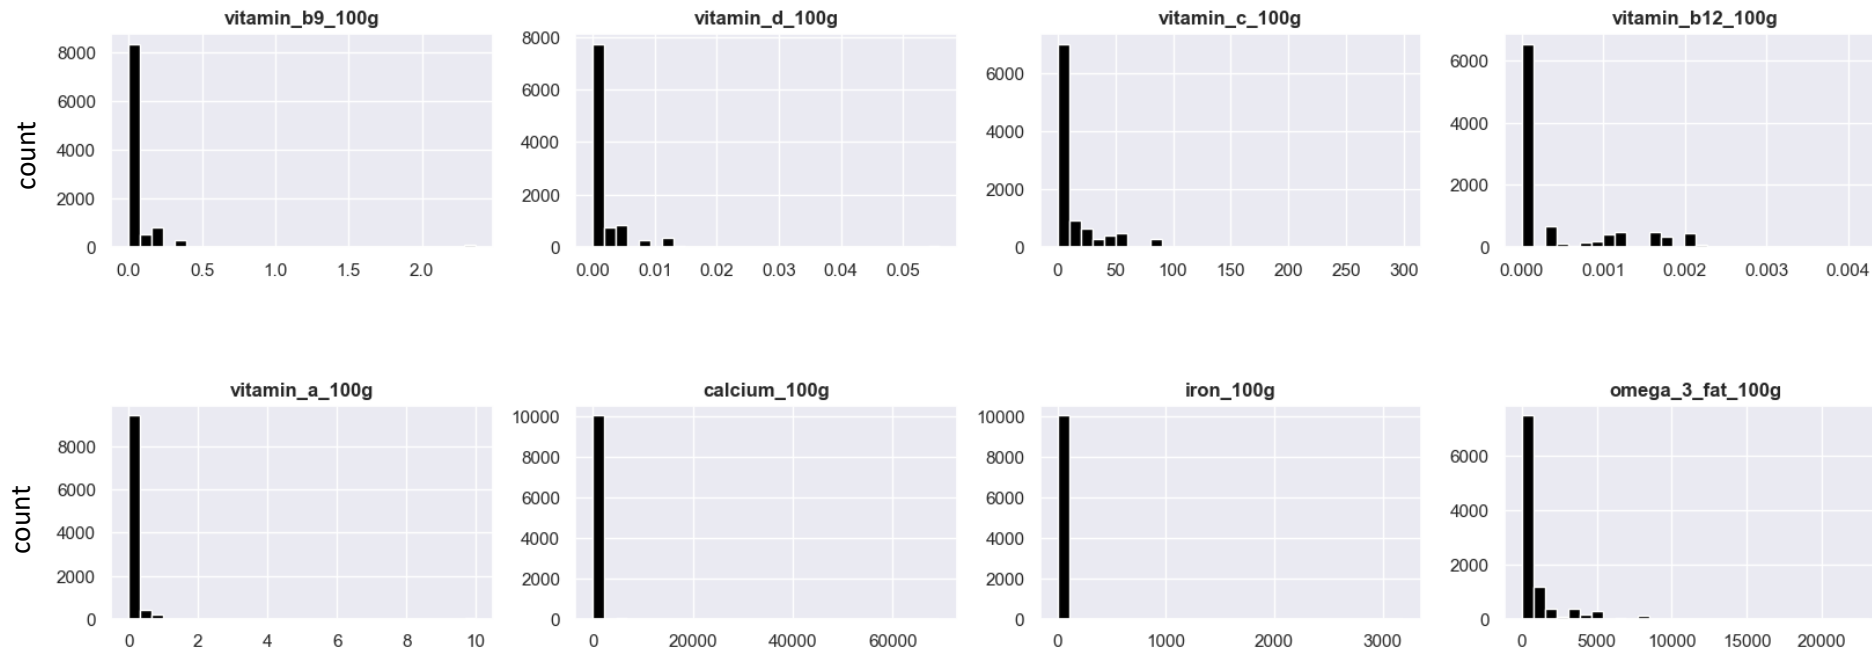 vitamin_b9_100g
vitamin_d_100g
vitamin_c_100g
vitamin_b12_100g
count
8000
6000
4000
2000
0
0.0 0.5 1.0 1.5 2.0
8000
6000
4000
2000
0
0.00 0.01 0.02 0.03 0.04 0.05
6000
4000
2000
0
0 50 100 150 200 250 300
6000
4000
2000
0
0.000 0.001 0.002 0.003 0.004
vitamin_a_100g
calcium_100g
iron_100g
omega_3_fat_100g
count
8000
6000
4000
2000
0
0 2 4 6 8 10
10000
8000
6000
4000
2000
0
0 20000 40000 60000
10000
8000
6000
4000
2000
0
0 1000 2000 3000
6000
4000
2000
0
0 5000 10000 15000 20000